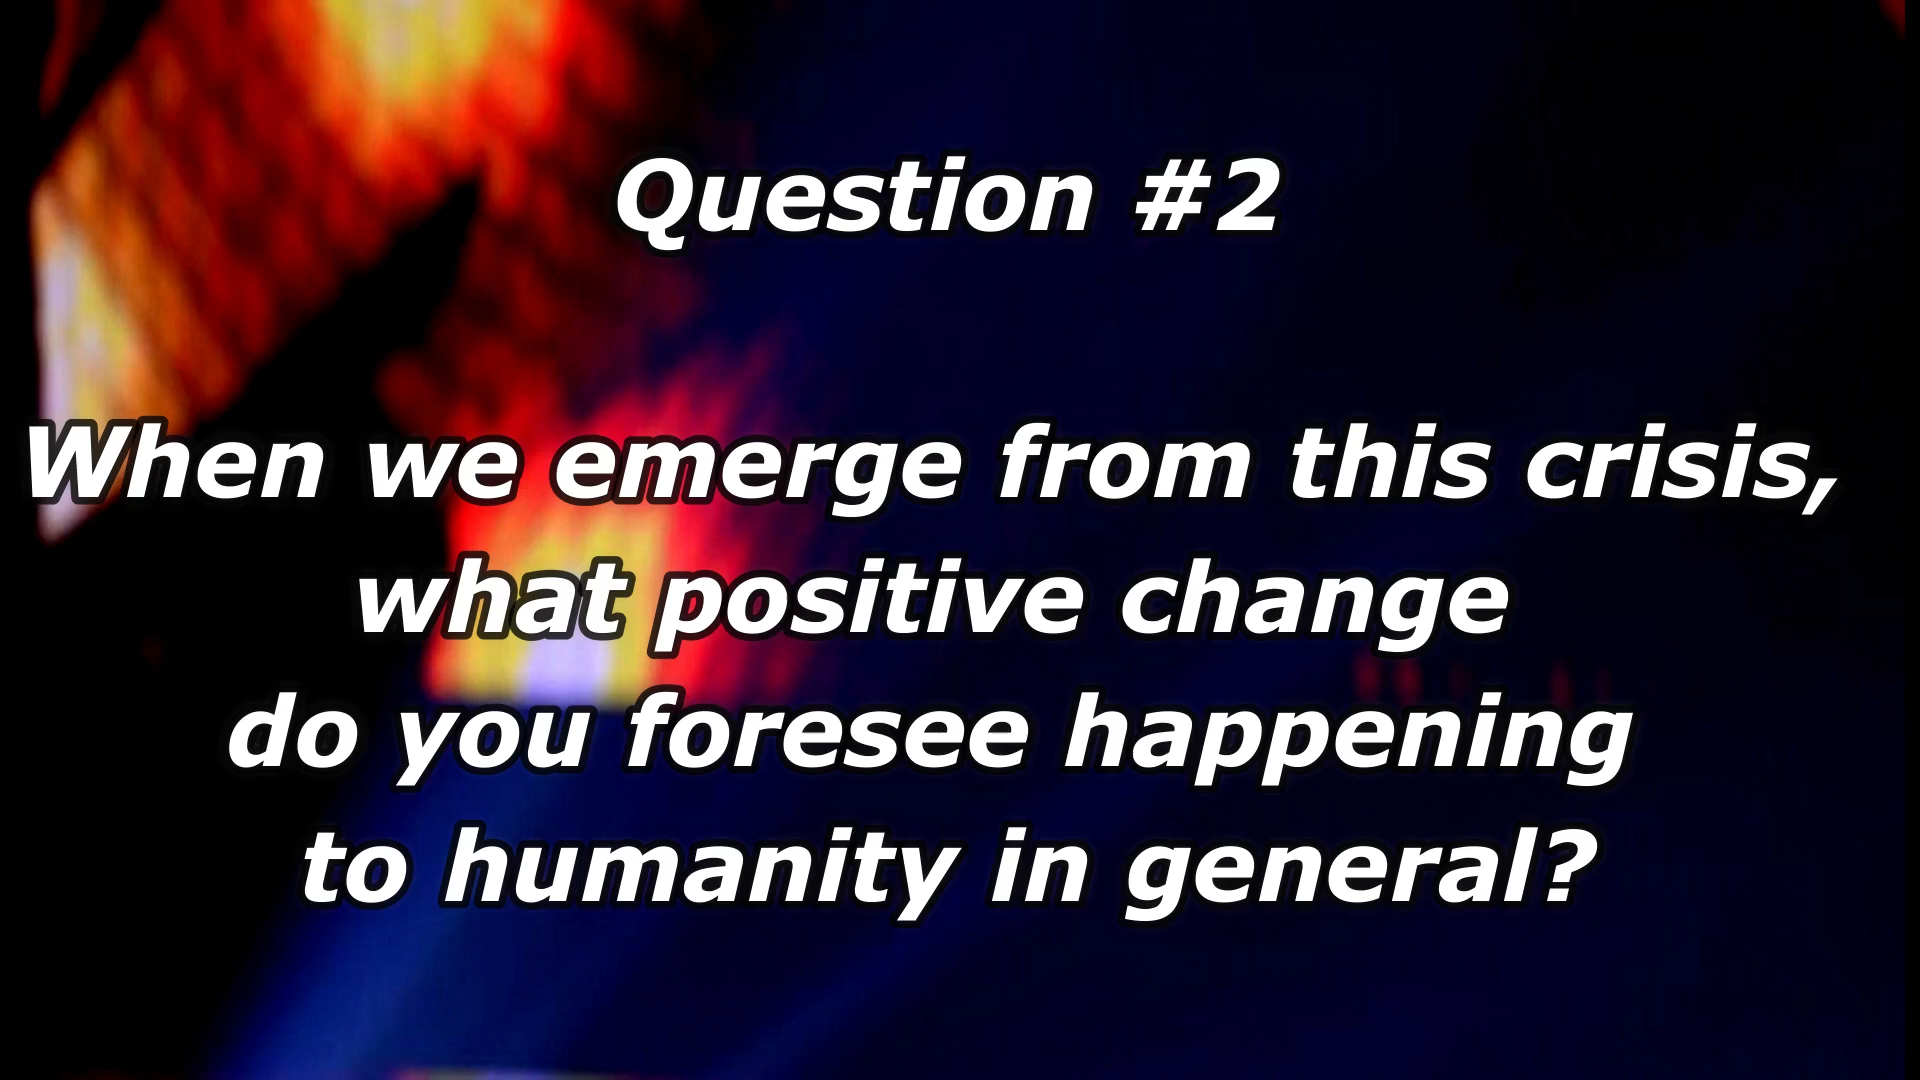 Question #2
When we emerge from this crisis,
what positive change
do you foresee happening
to humanity in general?